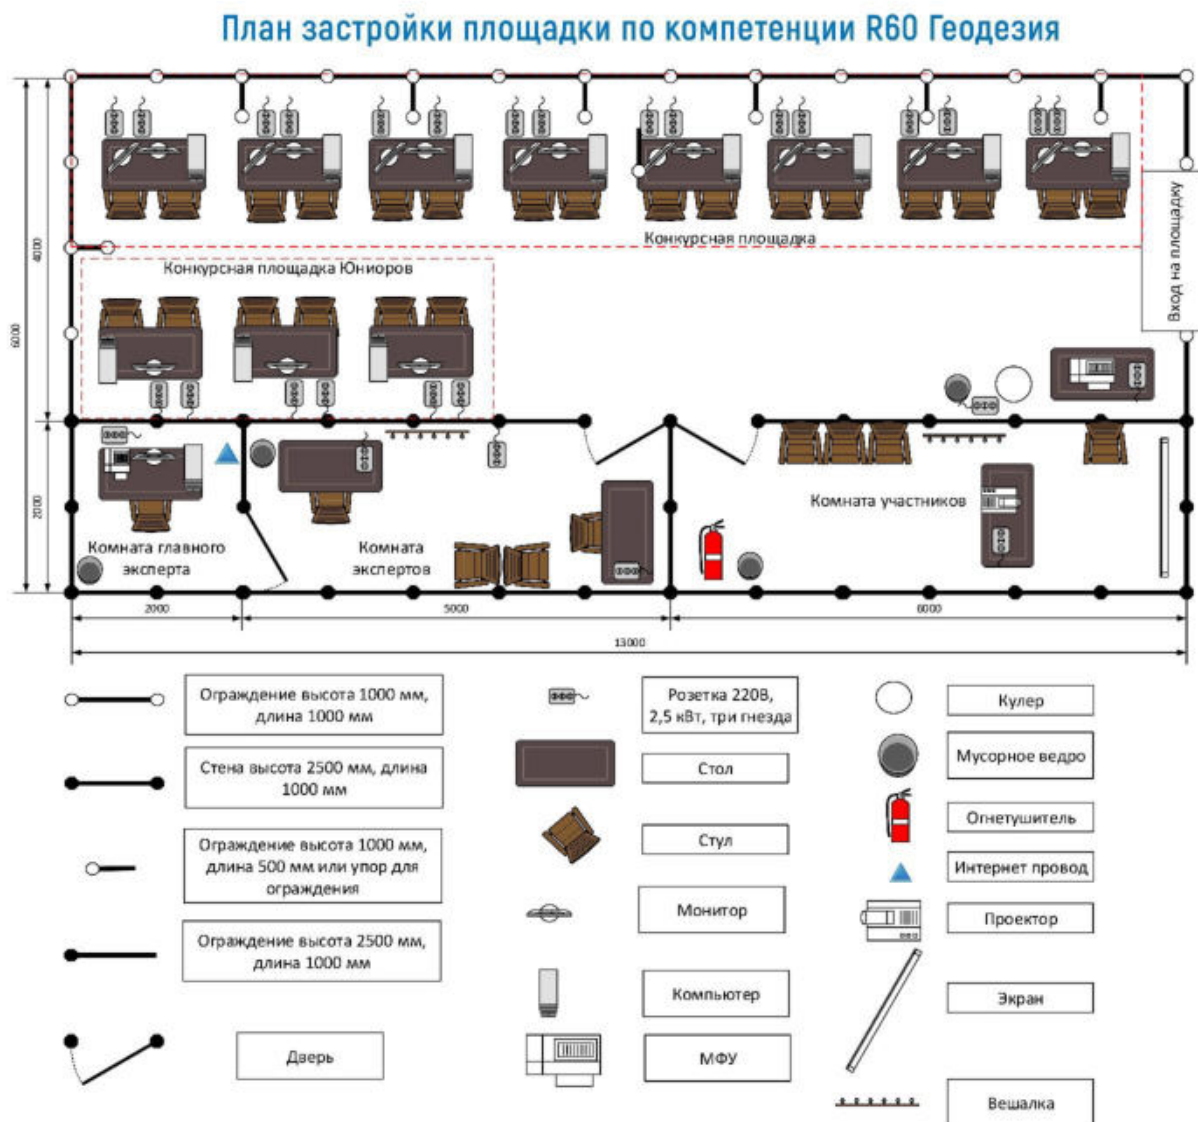 План застройки площадки по компетенции R60 Геодезия
Конкурсная площадка
Вход на площадку
Конкурсная площадка Юниоров
4000
6000
2000
Комната главного
эксперта
Комната
экспертов
Комната участников
2000
5000
6000
13000
Ограждение высота 1000 мм,
длина 1000 мм
Стена высота 2500 мм, длина
1000 мм
Ограждение высота 1000 мм,
длина 500 мм или упор для
ограждения
Ограждение высота 2500 мм,
длина 1000 мм
Дверь
Розетка 220В,
2,5 кВт, три гнезда
Стол
Стул
Монитор
Компьютер
МФУ
Кулер
Мусорное ведро
Огнетушитель
Интернет провод
Проектор
Экран
Вешалка